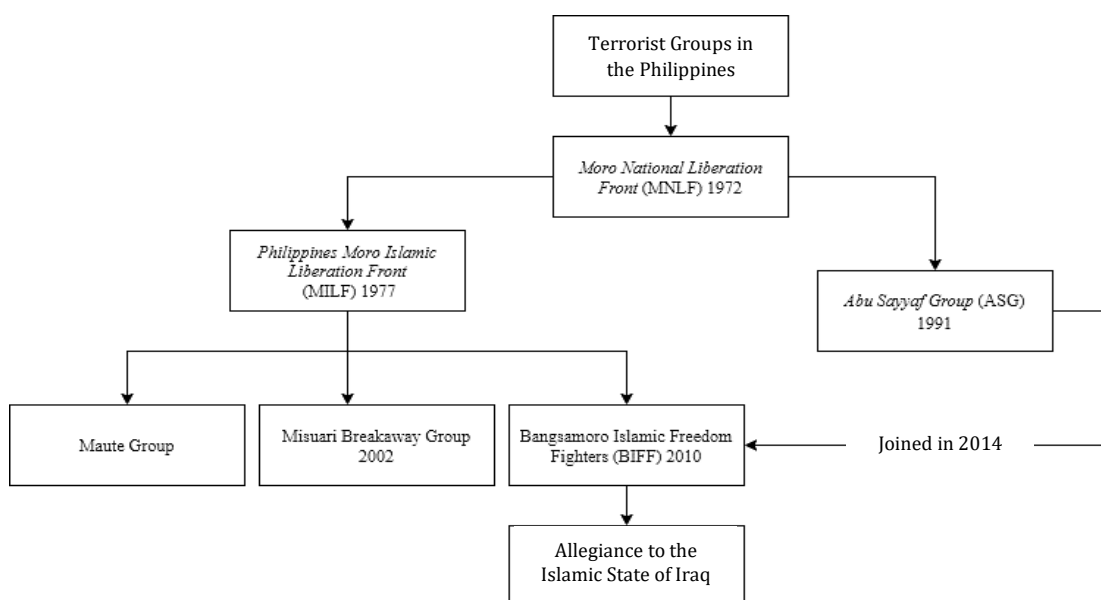 Terrorist Groups in
the Philippines
Moro National Liberation
Front (MNLF) 1972
Philippines Moro Islamic
Liberation Front
(MILF) 1977
Abu Sayyaf Group (ASG)
1991
Maute Group
Misuari Breakaway Group
2002
Bangsamoro Islamic Freedom
Fighters (BIFF) 2010
Joined in 2014
Allegiance to the
Islamic State of Iraq